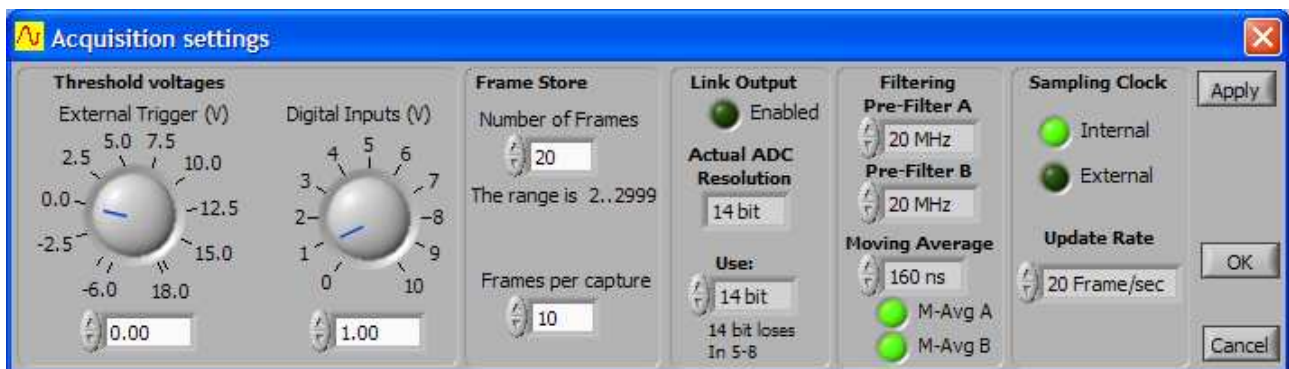 Acquisition settings
Threshold voltages
External Trigger (V)
5.0 7.5
2.5 10.0
0.0 12.5
-2.5 15.0
-6.0 18.0
0.00
Digital Inputs (V)
5
4 6
3 7
2 8
1 9
0 10
1.00
Frame Store
Number of Frames
20
The range is 2..2999
Frames per capture
10
Link Output
Enabled
Actual ADC
Resolution
14 bit
Use:
14 bit
14 bit loses
In 5-8
Filtering
Pre-Filter A
20 MHz
Pre-Filter B
20 MHz
Moving Average
160 ns
M-Avg A
M-Avg B
Sampling Clock
Internal
External
Update Rate
20 Frame/sec
Apply
OK
Cancel